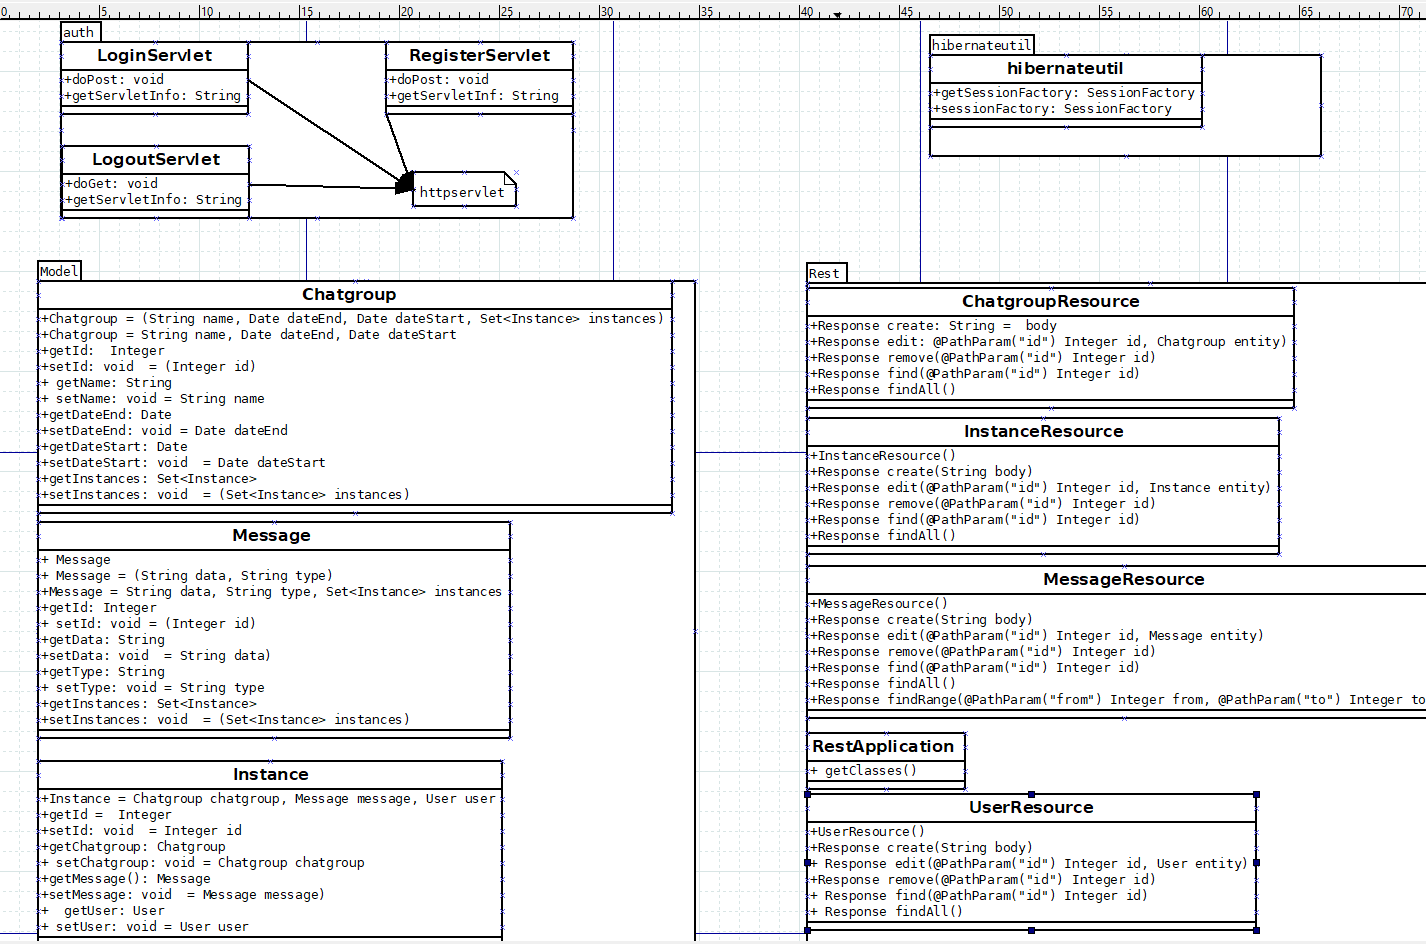 0 5 10 15 20 25 30 35 40 45 50 55 60 65 70
auth
LoginServlet
+doPost: void
+getServletInfo: String
RegisterServlet
+doPost: void
+getServletInf: String
LogoutServlet
+doGet: void
+getServletInfo: String
httpservlet
hibernateutil
hibernateutil
+getSessionFactory: SessionFactory
+sessionFactory: SessionFactory
Model
Chatgroup
+Chatgroup = (String name, Date dateEnd, Date dateStart, Set<Instance> instances)
+Chatgroup = String name, Date dateEnd, Date dateStart
+getId:  Integer
+setId: void  = (Integer id)
+ getName: String
+ setName: void = String name
+getDateEnd: Date
+setDateEnd: void = Date dateEnd
+getDateStart: Date
+setDateStart: void  = Date dateStart
+getInstances: Set<Instance>
+setInstances: void  = (Set<Instance> instances)
Message
+ Message
+ Message = (String data, String type)
+Message = String data, String type, Set<Instance> instances
+getId: Integer
+ setId: void = (Integer id)
+getData: String
+setData: void  = String data)
+getType: String
+ setType: void = String type
+getInstances: Set<Instance>
+setInstances: void  = (Set<Instance> instances)
Instance
+Instance = Chatgroup chatgroup, Message message, User user
+getId =  Integer
+setId: void  = Integer id
+getChatgroup: Chatgroup
+ setChatgroup: void = Chatgroup chatgroup
+getMessage(): Message
+setMessage: void  = Message message)
+  getUser: User
+ setUser: void = User user
Rest
ChatgroupResource
+Response create: String =  body
+Response edit: @PathParam("id") Integer id, Chatgroup entity)
+Response remove(@PathParam("id") Integer id)
+Response find(@PathParam("id") Integer id)
+Response findAll()
InstanceResource
+InstanceResource()
+Response create(String body)
+Response edit(@PathParam("id") Integer id, Instance entity)
+Response remove(@PathParam("id") Integer id)
+Response find(@PathParam("id") Integer id)
+Response findAll()
MessageResource
+MessageResource()
+Response create(String body)
+Response edit(@PathParam("id") Integer id, Message entity)
+Response remove(@PathParam("id") Integer id)
+Response find(@PathParam("id") Integer id)
+Response findAll()
+Response findRange(@PathParam("from") Integer from, @PathParam("to") Integer to
RestApplication
+ getClasses()
UserResource
+UserResource()
+Response create(String body)
+ Response edit(@PathParam("id") Integer id, User entity)
+Response remove(@PathParam("id") Integer id)
+ Response find(@PathParam("id") Integer id)
+ Response findAll()